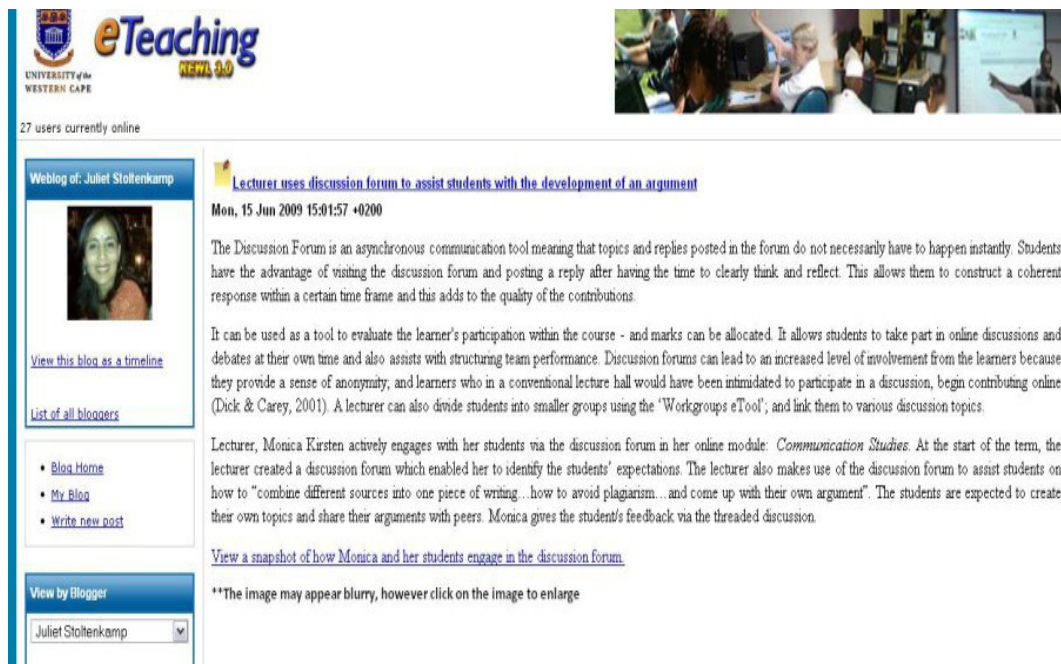 UNIVERSITY of the
WESTERN CAPE
eTeaching
KEWL 3.0
27 users currently online
Weblog of: Juliet Stoltenkamp
View this blog as a timeline
List of all bloggers
Blog Home
My Blog
Write new post
View by Blogger
Juliet Stoltenkamp
Lecturer uses discussion forum to assist students with the development of an argument
Mon, 15 Jun 2009 15:01:57 +0200
The Discussion Forum is an asynchronous communication tool meaning that topics and replies posted in the forum do not necessarily have to happen instantly. Students
have the advantage of visiting the discussion forum and posting a reply after having the time to clearly think and reflect. This allows them to construct a coherent
response within a certain time frame and this adds to the quality of the contributions.
It can be used as a tool to evaluate the learner's participation within the course - and marks can be allocated. It allows students to take part in online discussions and
debates at their own time and also assists with structuring team performance. Discussion forums can lead to an increased level of involvement from the learners because
they provide a sense of anonymity; and learners who in a conventional lecture hall would have been intimidated to participate in a discussion, begin contributing online
(Dick & Carey, 2001). A lecturer can also divide students into smaller groups using the ‘Workgroups eTool’; and link them to various discussion topics.
Lecturer, Monica Kirsten actively engages with her students via the discussion forum in her online module: Communication Studies. At the start of the term, the
lecturer created a discussion forum which enabled her to identify the students’ expectations. The lecturer also makes use of the discussion forum to assist students on
how to “combine different sources into one piece of writing…how to avoid plagiarism…and come up with their own argument”. The students are expected to create
their own topics and share their arguments with peers. Monica gives the student/s feedback via the threaded discussion.
View a snapshot of how Monica and her students engage in the discussion forum.
**The image may appear blurry, however click on the image to enlarge